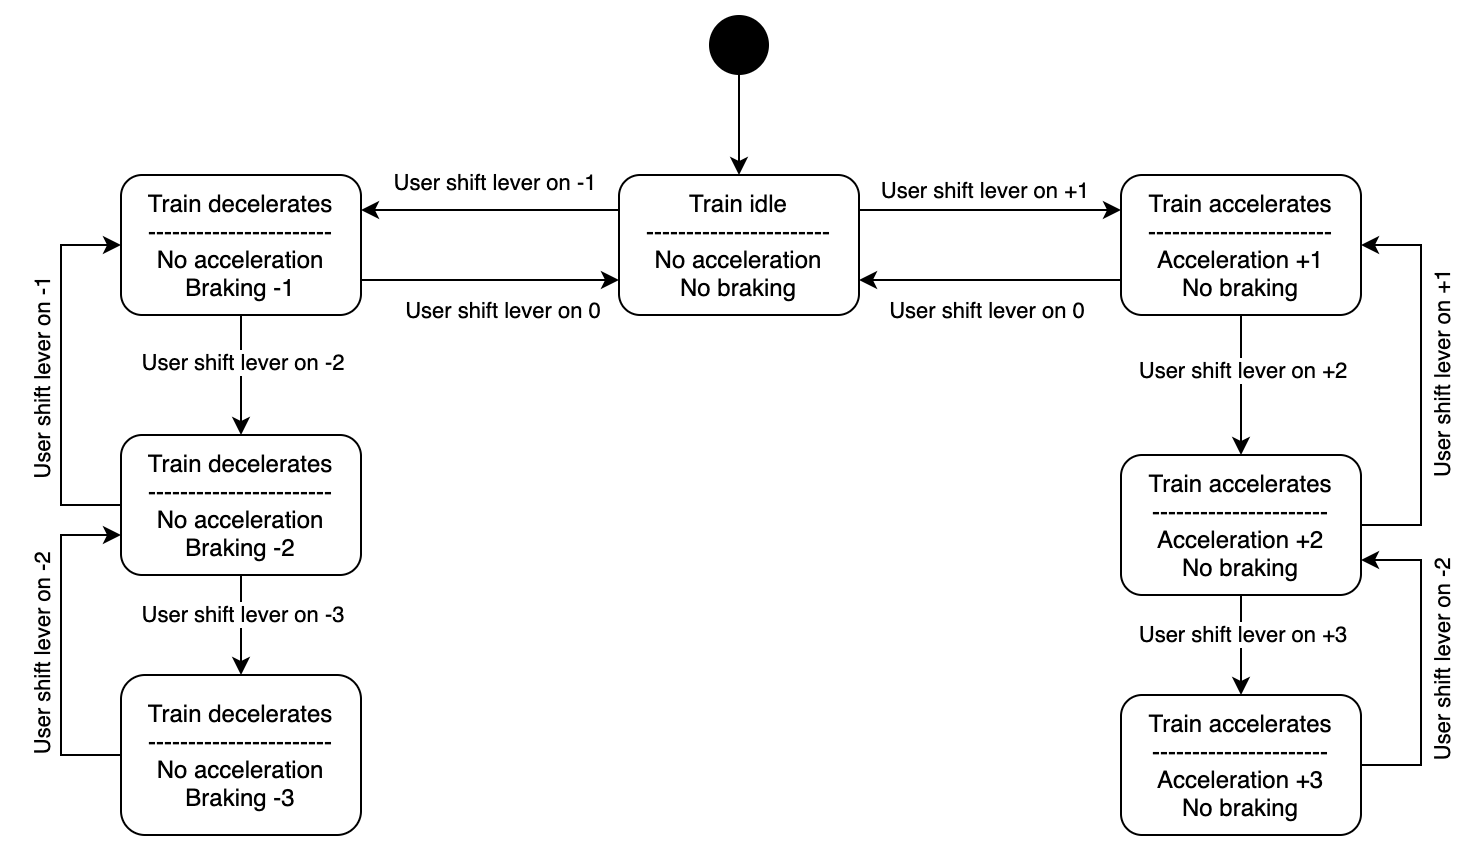 User shift lever on -1
User shift lever on +1
Train decelerates
-----------------------
No acceleration
Braking -1
Train idle
-----------------------
No acceleration
No braking
Train accelerates
-----------------------
Acceleration +1
No braking
User shift lever on 0
User shift lever on 0
User shift lever on -1
User shift lever on -2
User shift lever on +2
User shift lever on +1
Train decelerates
-----------------------
No acceleration
Braking -2
Train accelerates
----------------------
Acceleration +2
No braking
User shift lever on -2
User shift lever on -3
User shift lever on +3
User shift lever on -2
Train decelerates
-----------------------
No acceleration
Braking -3
Train accelerates
----------------------
Acceleration +3
No braking